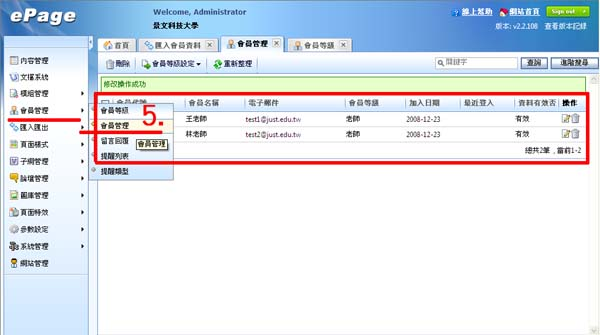 ePage
Welcome, Administrator
景文科技大學
線上幫助 網站首頁 Sign out
版本: v2.2.108 查看版本記錄
首頁 匯入會員資料 會員管理 會員等級
刪除 會員等級設定 重新整理 關鍵字 查詢 進階搜尋
修改操作成功
內容管理
文檔系統
模組管理
會員管理
匯入匯出
頁面樣式
子網管理
論壇管理
圖庫管理
頁面特效
參數設定
系統管理
網站管理
會員等級
會員管理
留言回覆
提醒列表
提醒類型
會員管理
5.
會員名稱 電子郵件 會員等級 加入日期 最近登入 資料有效否 操作
王老師 test1@just.edu.tw 老師 2008-12-23 有效
林老師 test2@just.edu.tw 老師 2008-12-23 有效
總共2筆，當前1-2